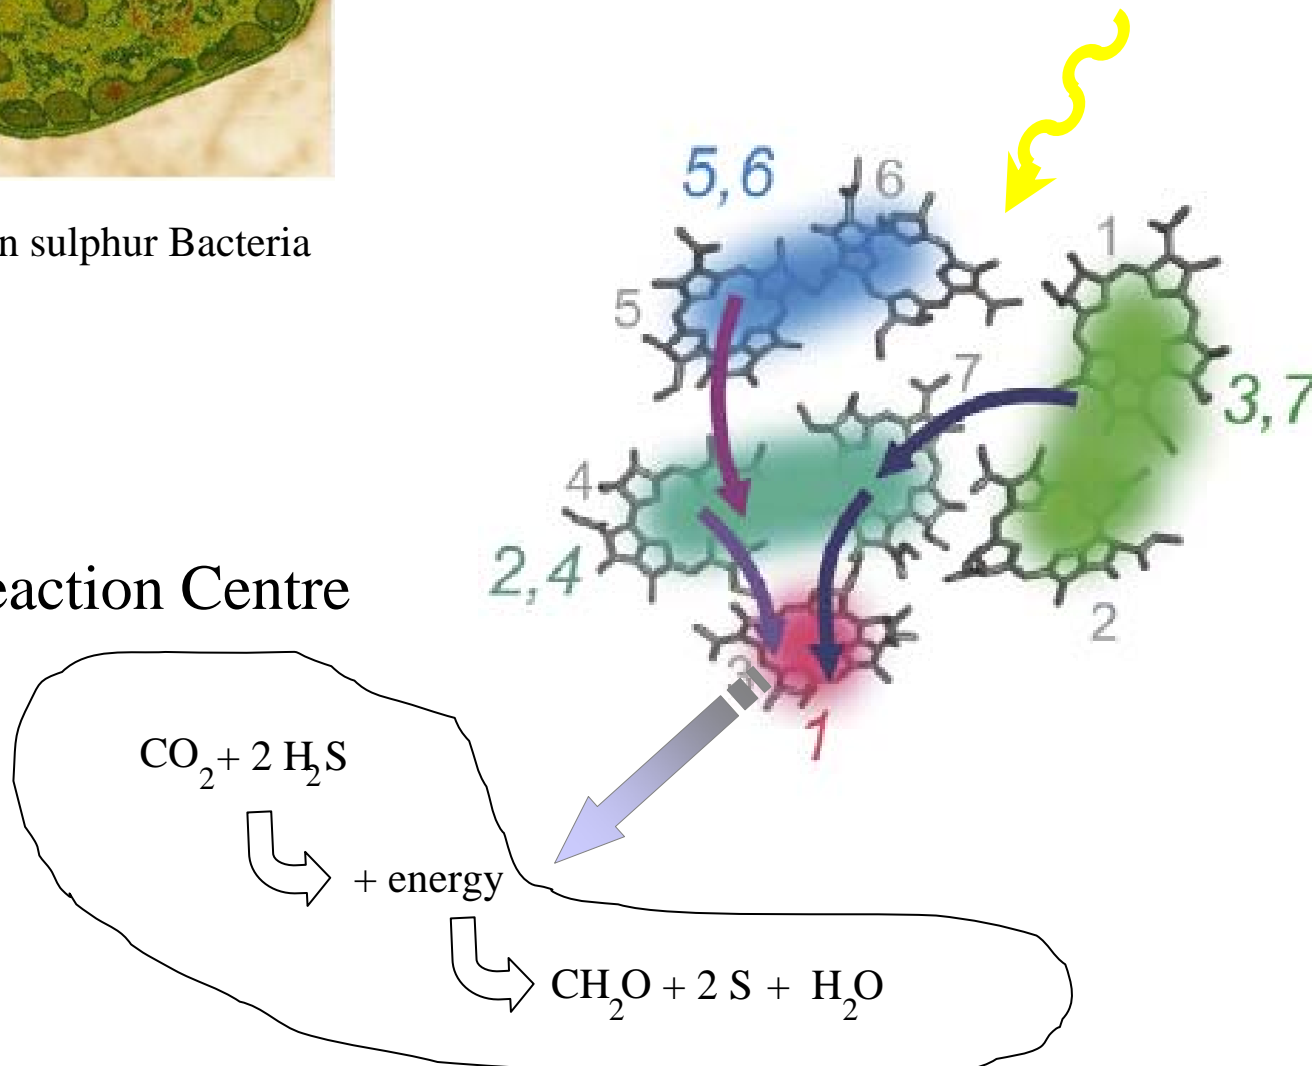 5,6
6
1
n sulphur Bacteria
5
7
3,7
4
2,4
eaction Centre
2
3
1
CO2 + 2 H2S
+ energy
CH2O + 2 S + H2O